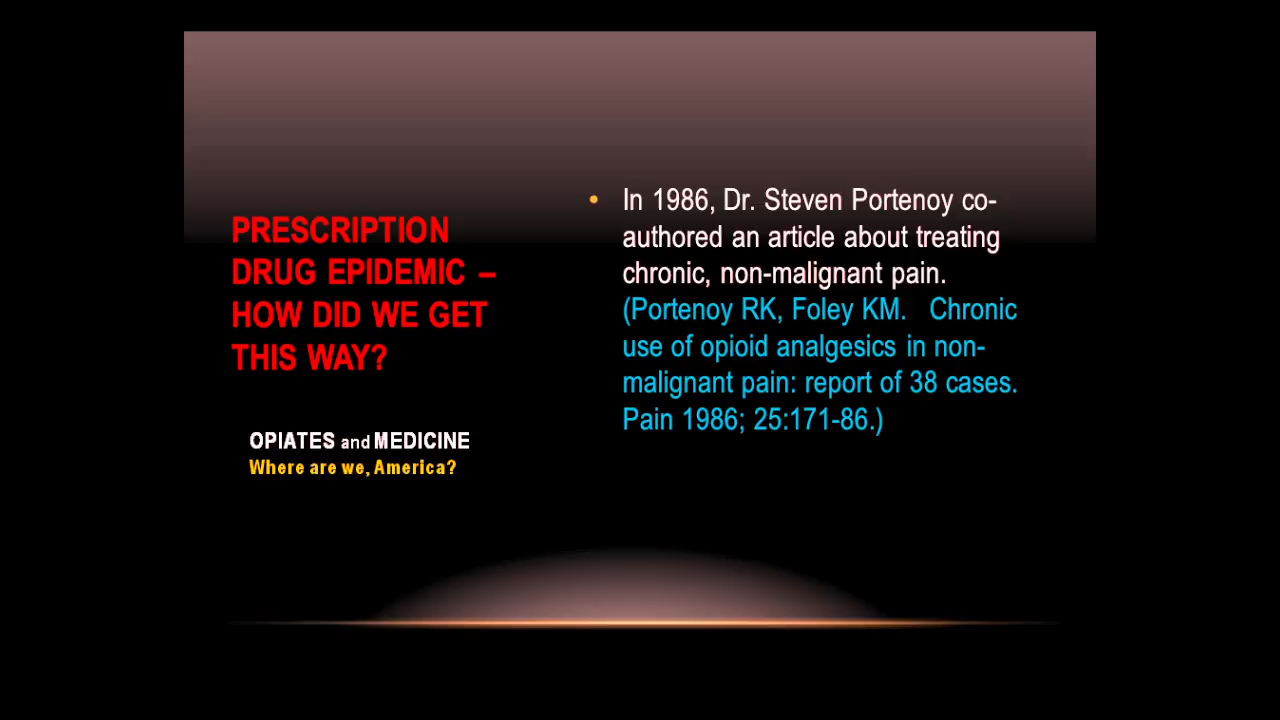 PRESCRIPTION
DRUG EPIDEMIC –
HOW DID WE GET
THIS WAY?
OPIATES and MEDICINE
Where are we, America?
• In 1986, Dr. Steven Portenoy co-
authored an article about treating
chronic, non-malignant pain.
(Portenoy RK, Foley KM. Chronic
use of opioid analgesics in non-
malignant pain: report of 38 cases.
Pain 1986; 25:171-86.)